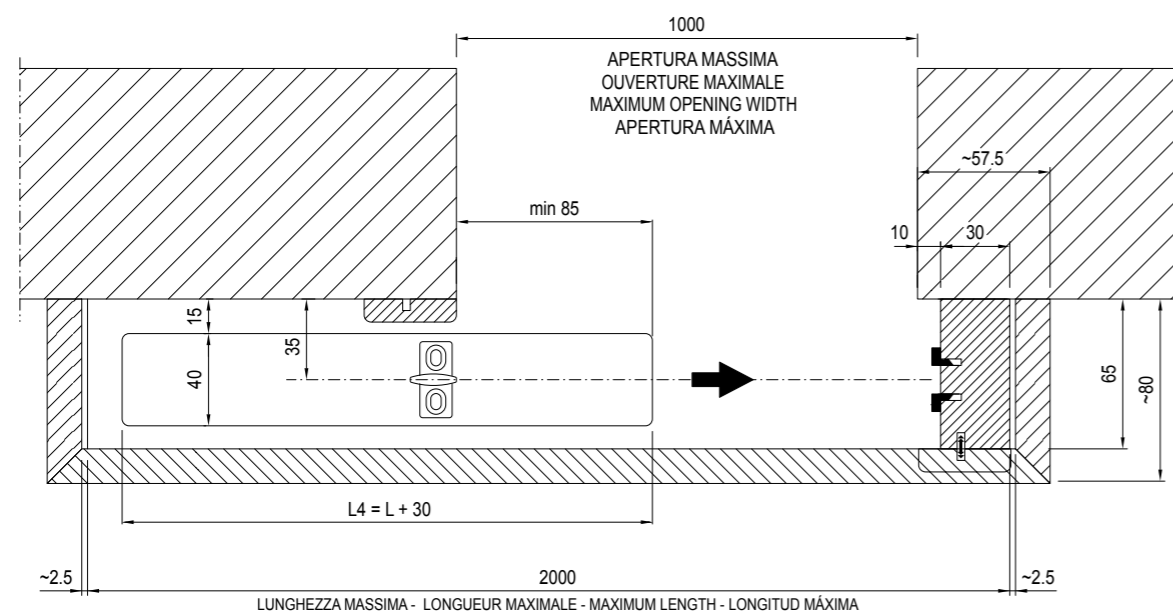 1000
APERTURA MASSIMA
OUVERTURE MAXIMALE
MAXIMUM OPENING WIDTH
APERTURA MÁXIMA
~57.5
min 85
10
30
15
35
40
65
~80
L4 = L + 30
~2.5
2000
~2.5
LUNGHEZZA MASSIMA - LONGUEUR MAXIMALE - MAXIMUM LENGTH - LONGITUD MÁXIMA